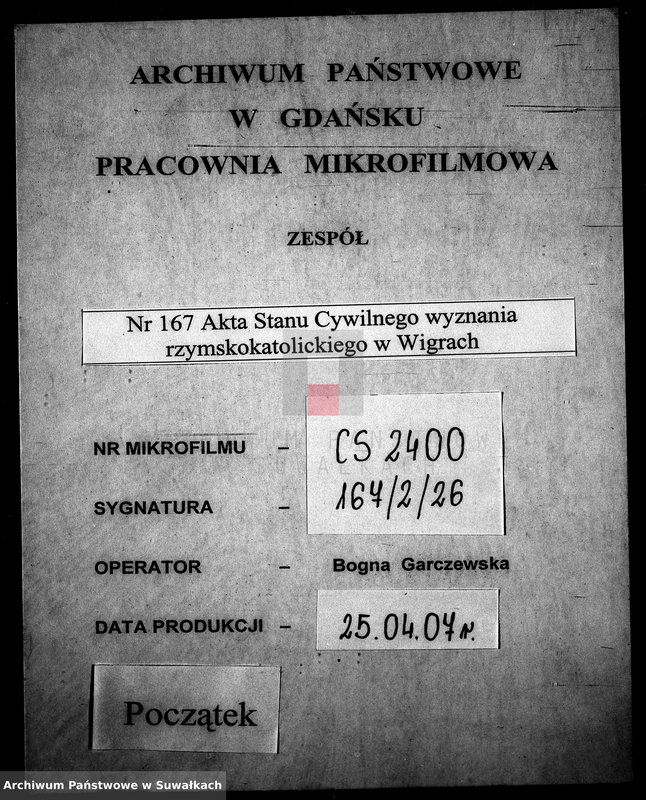 ARCHIWUM PAŃSTWOWE
W GDAŃSKU
PRACOWNIA MIKROFILMOWA
ZESPÓŁ
Nr 167 Akta Stanu Cywilnego wyznania
rzymskokatolickiego w Wigrach
NR MIKROFILMU – CS 2400
SYGNATURA – 167/2/26
OPERATOR – Bogna Garczewska
DATA PRODUKCJI – 25.04.07 r.
Początek
Archiwum Państwowe w Suwałkach